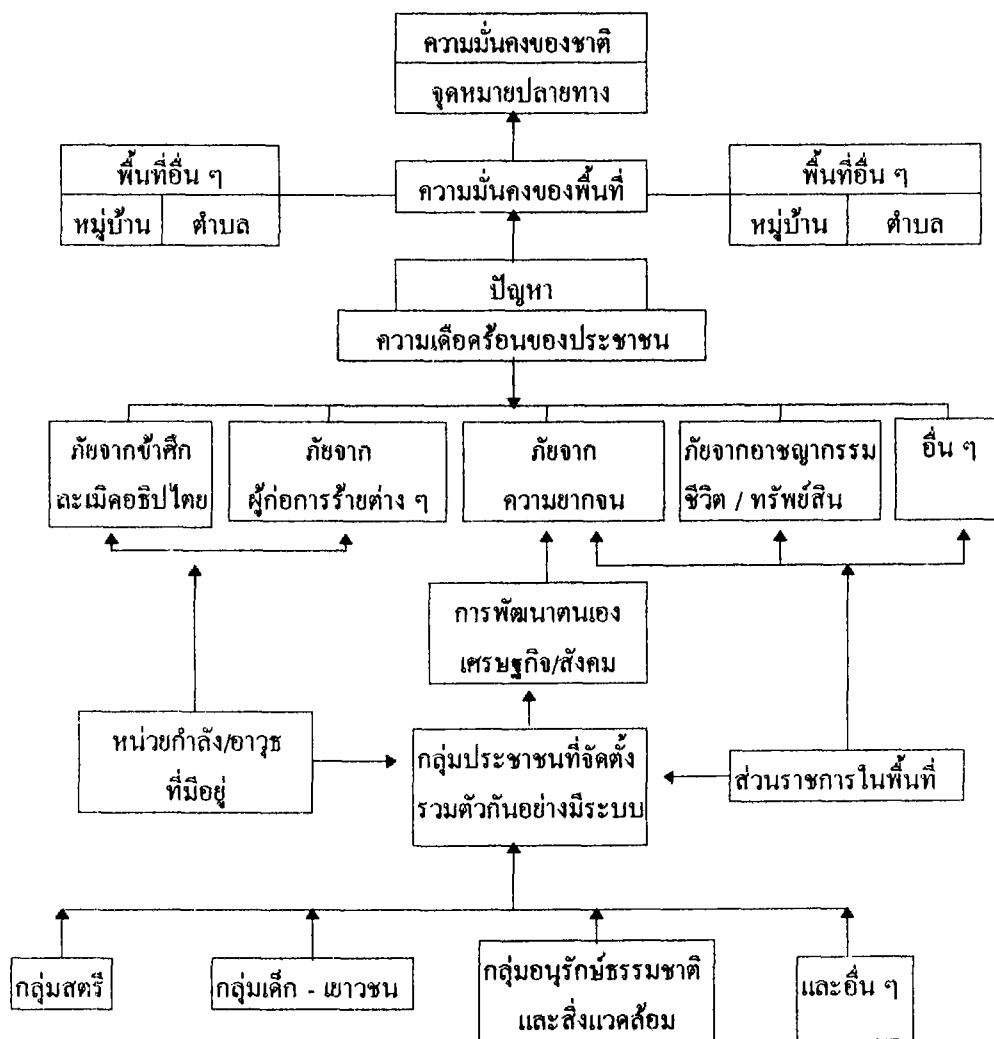 ความมั่นคงของชาติ
จุดหมายปลายทาง
พื้นที่อื่น ๆ
หมู่บ้าน ตำบล
ความมั่นคงของพื้นที่
พื้นที่อื่น ๆ
หมู่บ้าน ตำบล
ปัญหา
ความเดือดร้อนของประชาชน
ภัยจากข้าศึก
ละเมิดอธิปไตย
ภัยจาก
ผู้ก่อการร้ายต่าง ๆ
ภัยจาก
ความยากจน
ภัยจากอาชญากรรม
ชีวิต / ทรัพย์สิน
อื่น ๆ
การพัฒนาตนเอง
เศรษฐกิจ/สังคม
หน่วยกำลัง/อาวุธ
ที่มีอยู่
กลุ่มประชาชนที่จัดตั้ง
รวมตัวกันอย่างมีระบบ
ส่วนราชการในพื้นที่
กลุ่มสตรี
กลุ่มเด็ก - เยาวชน
กลุ่มอนุรักษ์ธรรมชาติ
และสิ่งแวดล้อม
และอื่น ๆ